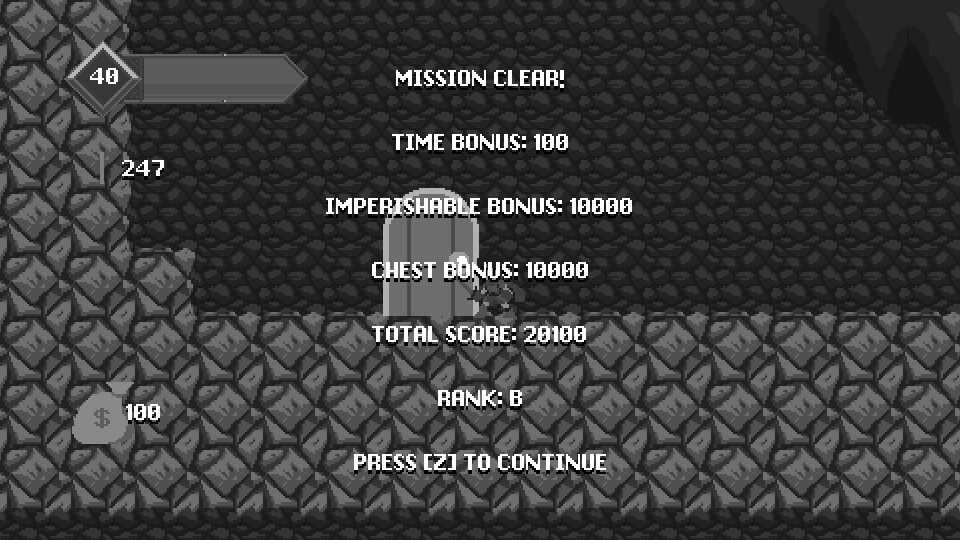 40
MISSION CLEAR!
TIME BONUS: 100
247
IMPERISHABLE BONUS: 10000
CHEST BONUS: 10000
TOTAL SCORE: 20100
RANK: B
$ 100
PRESS [Z] TO CONTINUE